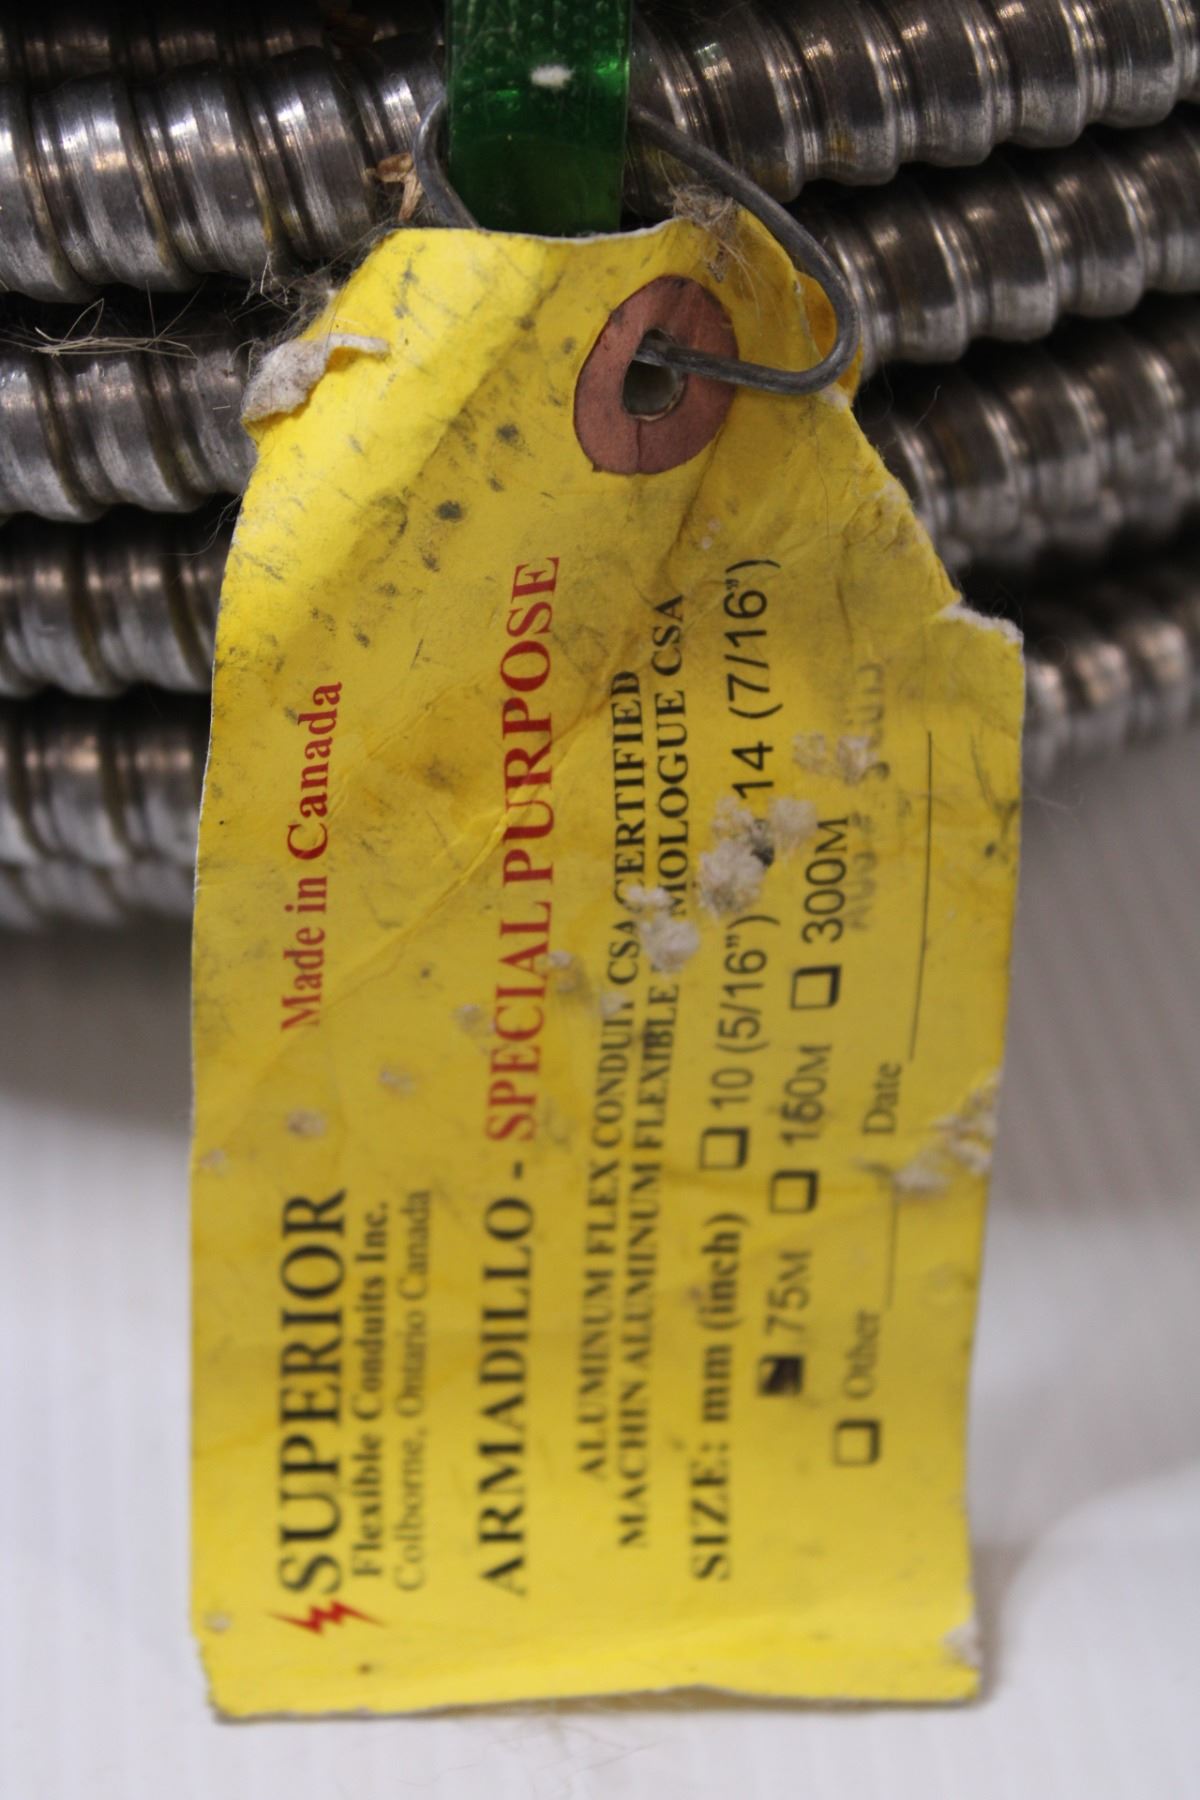 SUPERIOR
Made in Canada
Flexible Conduits Inc.
Colborne, Ontario Canada
ARMADILLO - SPECIAL PURPOSE
ALUMINUM FLEX CONDUIT CSA CERTIFIED
MACHIN ALUMINUM FLEXIBLE MOLOGUE CSA
SIZE: mm (inch) 10 (5/16") 14 (7/16")
75M 150M 300M
Other Date